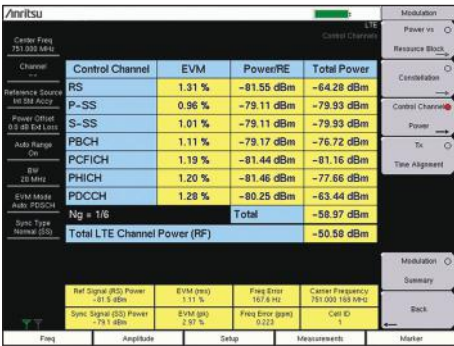 Anritsu
LTE
Control Channels
Center Freq
751.000 MHz
Channel
--
Reference Source
Int Std Accy
Power Offset
0.0 dB Ext Loss
Auto Range
On
BW
20 MHz
EVM Mode
Auto: PDSCH
Sync Type
Normal (SS)
Control Channel EVM Power/RE Total Power
RS 1.31 % -81.55 dBm -64.28 dBm
P-SS 0.96 % -79.11 dBm -79.93 dBm
S-SS 1.01 % -79.11 dBm -79.93 dBm
PBCH 1.11 % -79.17 dBm -76.72 dBm
PCFICH 1.19 % -81.44 dBm -81.16 dBm
PHICH 1.20 % -81.46 dBm -77.66 dBm
PDCCH 1.28 % -80.25 dBm -63.44 dBm
Ng = 1/6 Total -58.97 dBm
Total LTE Channel Power (RF) -50.58 dBm
Ref Signal (RS) Power EVM (rms) Freq Error Carrier Frequency
-81.5 dBm 1.11 % 167.6 Hz 751.000 168 MHz
Sync Signal (SS) Power EVM (pk) Freq Error (ppm) Cell ID
-79.1 dBm 2.97 % 0.223 1
Modulation
Power vs
Resource Block
Constellation
Control Channel
Power
Tx
Time Alignment
Modulation
Summary
Back
Freq Amplitude Setup Measurements Marker